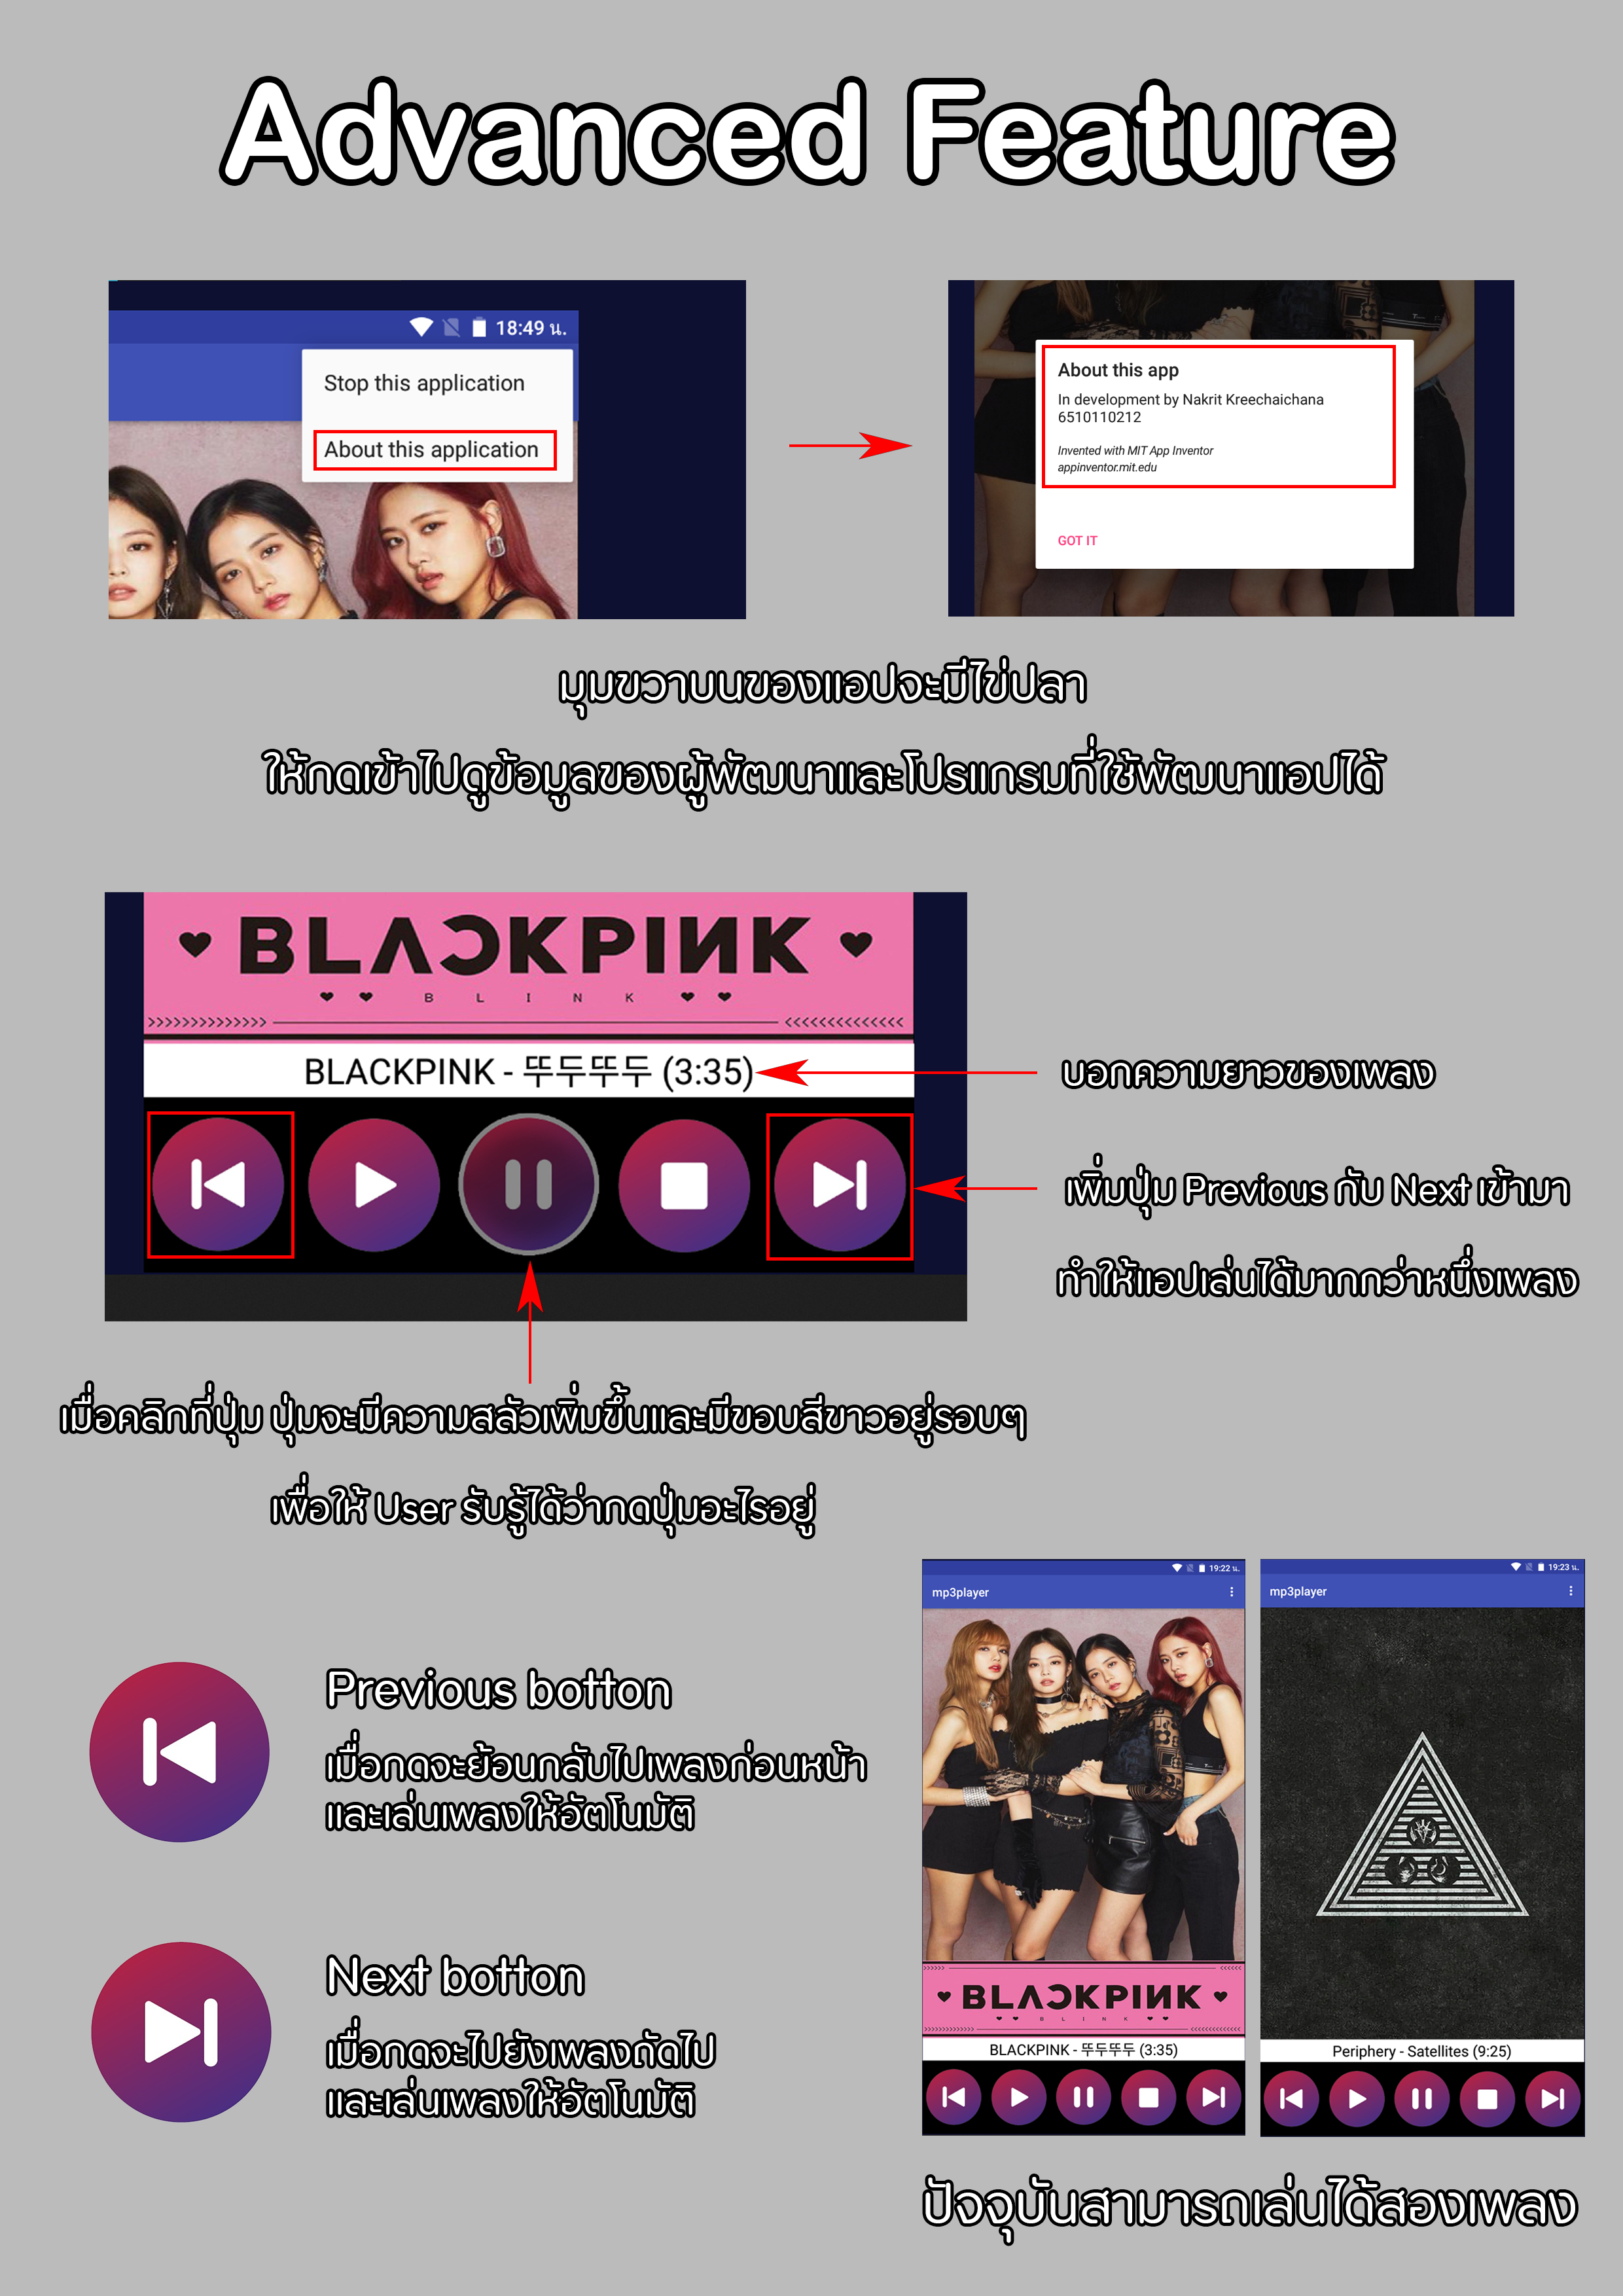 Advanced Feature
18:49 น.
Stop this application
About this application
About this app
In development by Nakrit Kreechaichana
6510110212
Invented with MIT App Inventor
appinventor.mit.edu
GOT IT
มุมขวาบนของแอปจะมีไข่ปลา
ให้กดเข้าไปดูข้อมูลของผู้พัฒนาและโปรแกรมที่ใช้พัฒนาแอปได้
BLACKPINK
BLINK
BLACKPINK - 뚜두뚜두 (3:35)
บอกความยาวของเพลง
เพิ่มปุ่ม Previous กับ Next เข้ามา
ทำให้แอปเล่นได้มากกว่าหนึ่งเพลง
เมื่อคลิกที่ปุ่ม ปุ่มจะมีความสลัวเพิ่มขึ้นและมีขอบสีขาวอยู่รอบๆ
เพื่อให้ User รับรู้ได้ว่ากดปุ่มอะไรอยู่
Previous botton
เมื่อกดจะย้อนกลับไปเพลงก่อนหน้า
และเล่นเพลงให้อัตโนมัติ
Next botton
เมื่อกดจะไปยังเพลงถัดไป
และเล่นเพลงให้อัตโนมัติ
19:22 น.
mp3player
BLACKPINK
BLINK
BLACKPINK - 뚜두뚜두 (3:35)
19:23 น.
mp3player
Periphery - Satellites (9:25)
ปัจจุบันสามารถเล่นได้สองเพลง